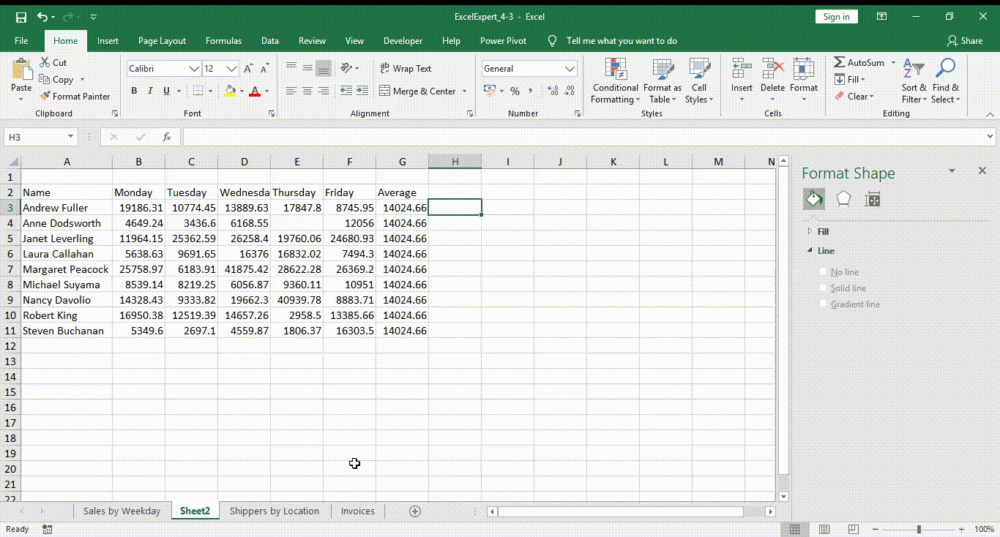 ExcelExpert_4-3 - Excel
Sign in
File Home Insert Page Layout Formulas Data Review View Developer Help Power Pivot Tell me what you want to do Share
Paste
Cut
Copy
Format Painter
Clipboard
Calibri 12
B I U
Font
Wrap Text
Merge & Center
Alignment
General
% ,
Number
Conditional Formatting
Format as Table
Cell Styles
Styles
Insert Delete Format
Cells
AutoSum
Fill
Clear
Sort & Filter
Find & Select
Editing
H3 fx
A B C D E F G H I J K L M N
1
2 Name Monday Tuesday Wednesda Thursday Friday Average
3 Andrew Fuller 19186.31 10774.45 13889.63 17847.8 8745.95 14024.66
4 Anne Dodsworth 4649.24 3436.6 6168.55 12056 14024.66
5 Janet Leverling 11964.15 25362.59 26258.4 19760.06 24680.93 14024.66
6 Laura Callahan 5638.63 9691.65 16376 16832.02 7494.3 14024.66
7 Margaret Peacock 25758.97 6183.91 41875.42 28622.28 26369.2 14024.66
8 Michael Suyama 8539.14 8219.25 6056.87 9360.11 10951 14024.66
9 Nancy Davolio 14328.43 9333.82 19662.3 40939.78 8883.71 14024.66
10 Robert King 16950.38 12519.39 14657.26 2958.5 13385.66 14024.66
11 Steven Buchanan 5349.6 2697.1 4559.87 1806.37 16303.5 14024.66
12
13
14
15
16
17
18
19
20
21
22
Format Shape
Fill
Line
No line
Solid line
Gradient line
Sales by Weekday Sheet2 Shippers by Location Invoices
Ready 100%